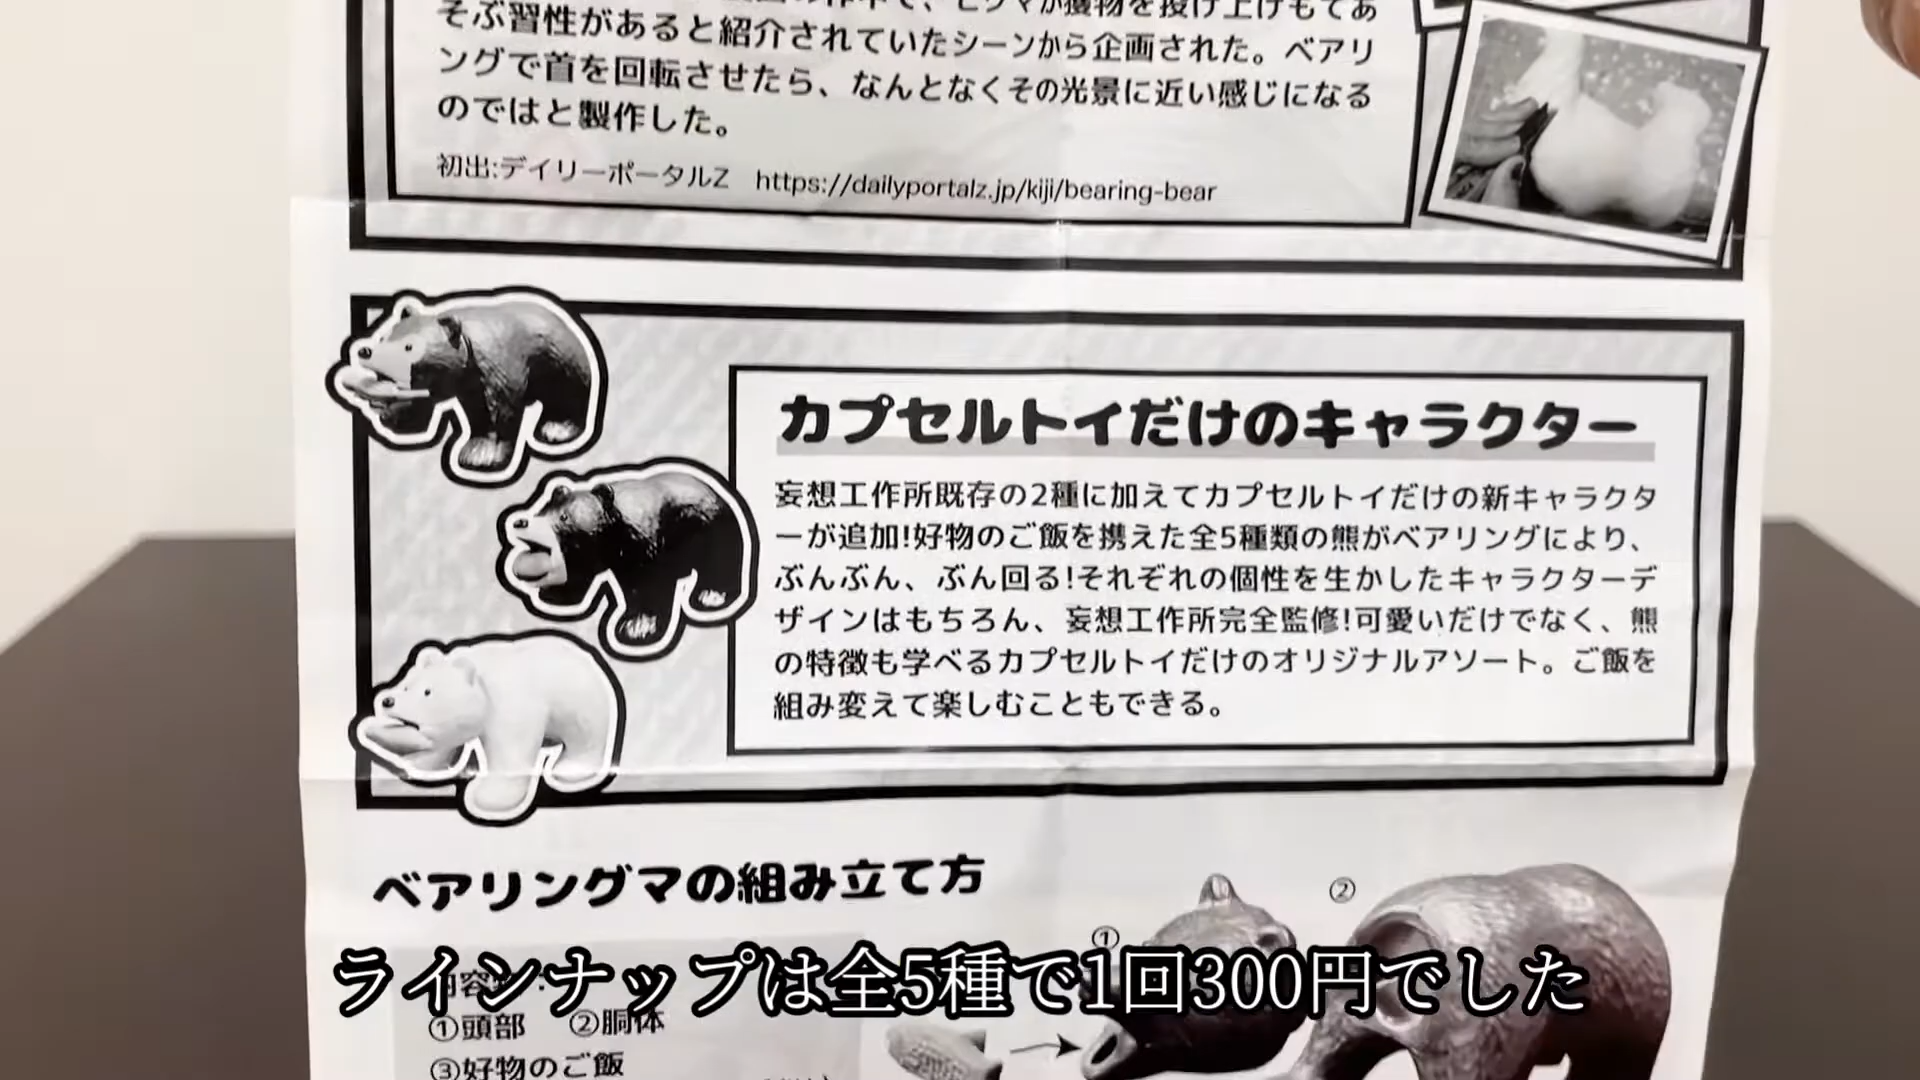 、ヒグマが獲物を投げ上げもてあ
そぶ習性があると紹介されていたシーンから企画された。ベアリ
ングで首を回転させたら、なんとなくその光景に近い感じになる
のではと製作した。
初出:デイリーポータルZ https://dailyportalz.jp/kiji/bearing-bear
カプセルトイだけのキャラクター
妄想工作所既存の2種に加えてカプセルトイだけの新キャラクタ
ーが追加!好物のご飯を携えた全5種類の熊がベアリングにより、
ぶんぶん、ぶん回る!それぞれの個性を生かしたキャラクターデ
ザインはもちろん、妄想工作所完全監修!可愛いだけでなく、熊
の特徴も学べるカプセルトイだけのオリジナルアソート。ご飯を
組み変えて楽しむこともできる。
ベアリングマの組み立て方
②
①
ラインナップは全5種で1回300円でした
①頭部 ②胴体
③好物のご飯